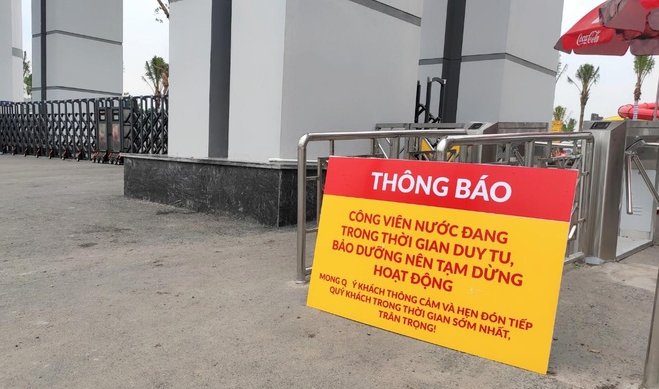 Coca-Cola
THÔNG BÁO
CÔNG VIÊN NƯỚC ĐANG
TRONG THỜI GIAN DUY TU,
BẢO DƯỠNG NÊN TẠM DỪNG
HOẠT ĐỘNG
MONG Q Ý KHÁCH THÔNG CẢM VÀ HẸN ĐÓN TIẾP
QUÝ KHÁCH TRONG THỜI GIAN SỚM NHẤT,
TRÂN TRỌNG!